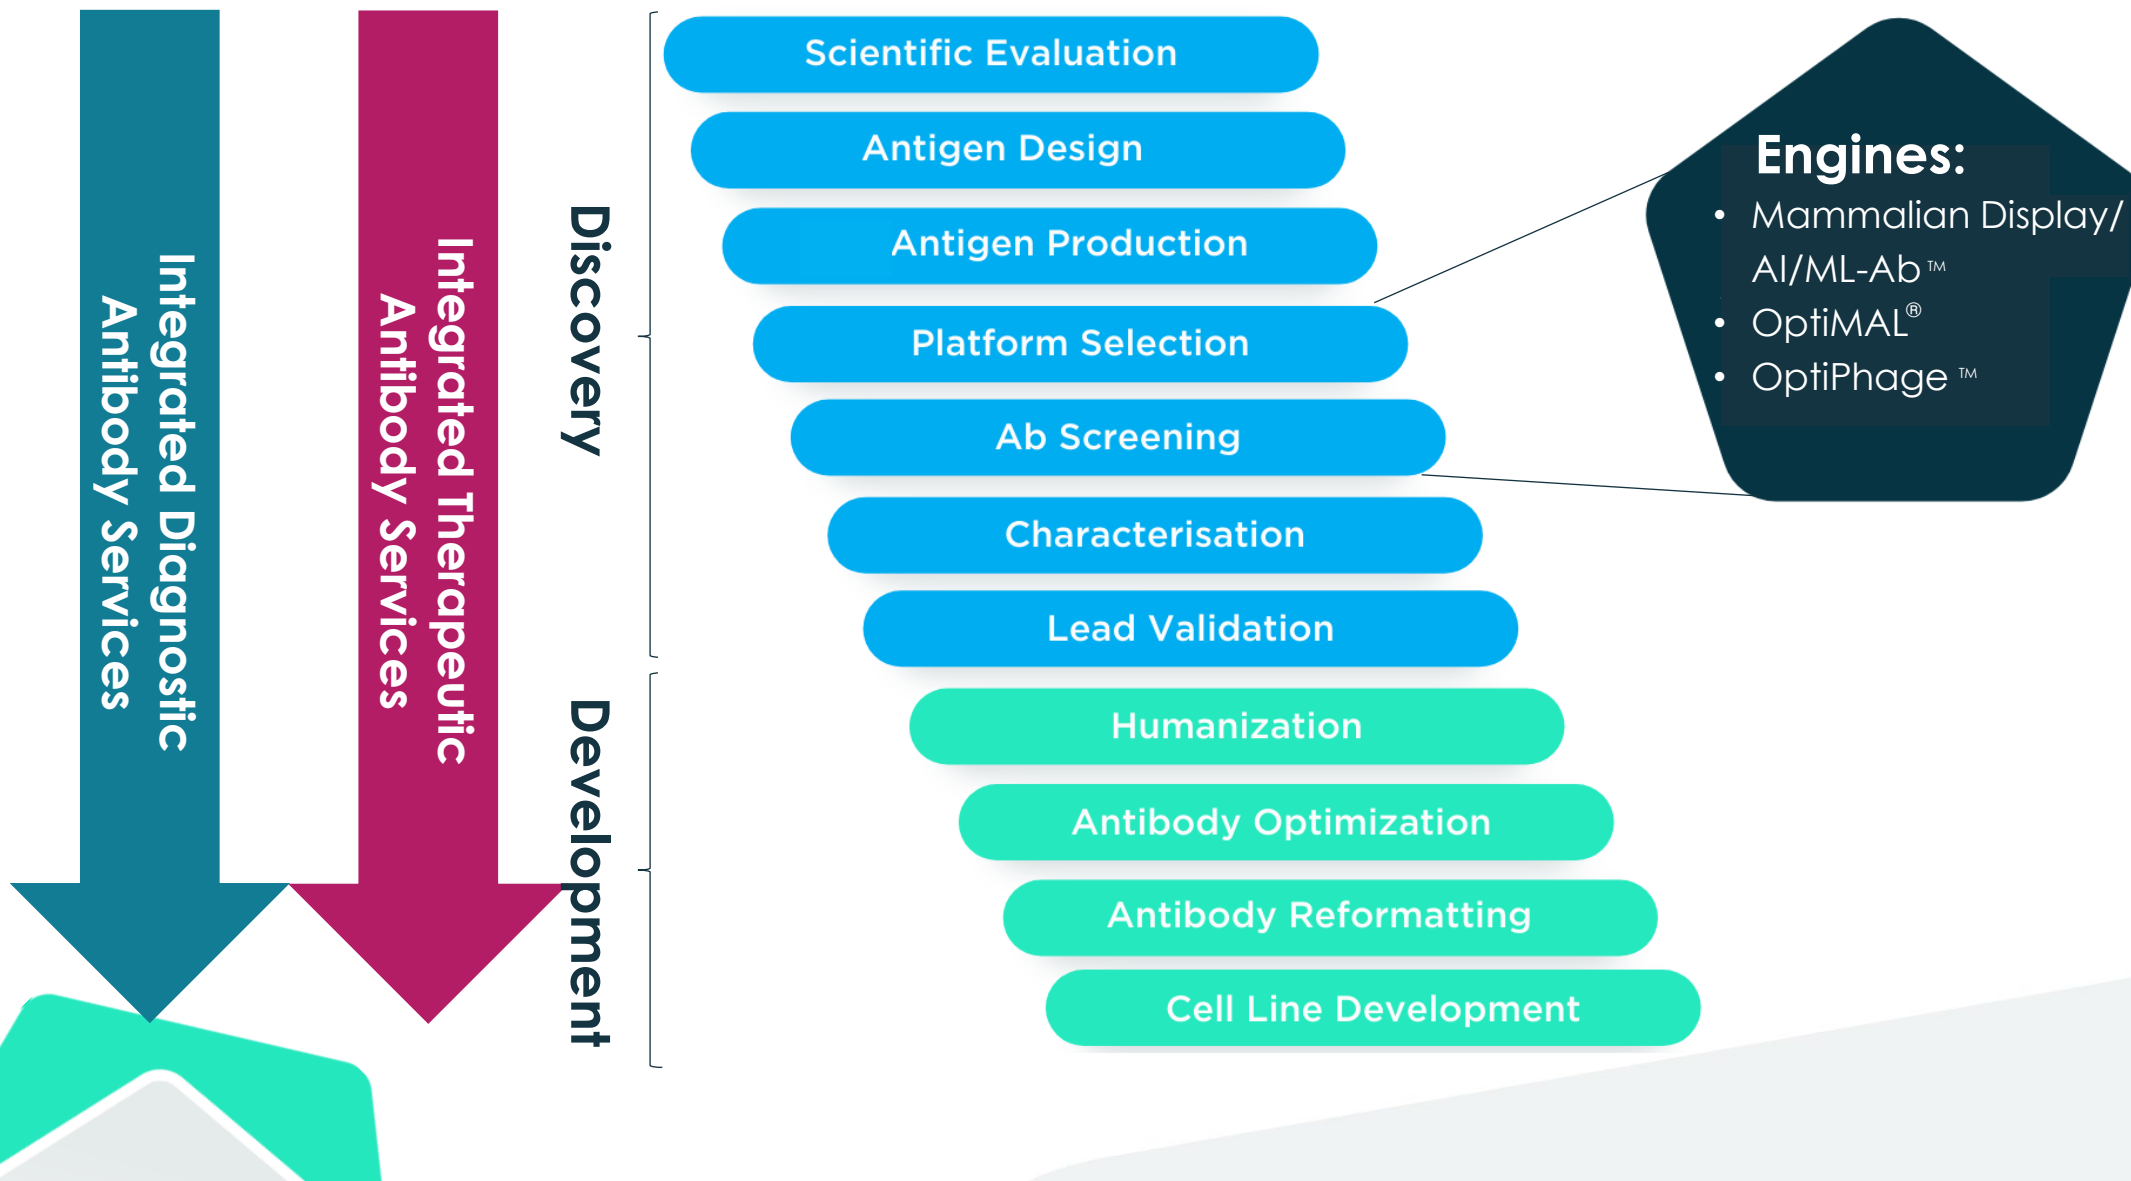 Integrated Diagnostic
Antibody Services
Integrated Therapeutic
Antibody Services
Discovery
Scientific Evaluation
Antigen Design
Antigen Production
Platform Selection
Ab Screening
Characterisation
Lead Validation
Development
Humanization
Antibody Optimization
Antibody Reformatting
Cell Line Development
Engines:
• Mammalian Display/
AI/ML-Ab™
• OptiMAL®
• OptiPhage™